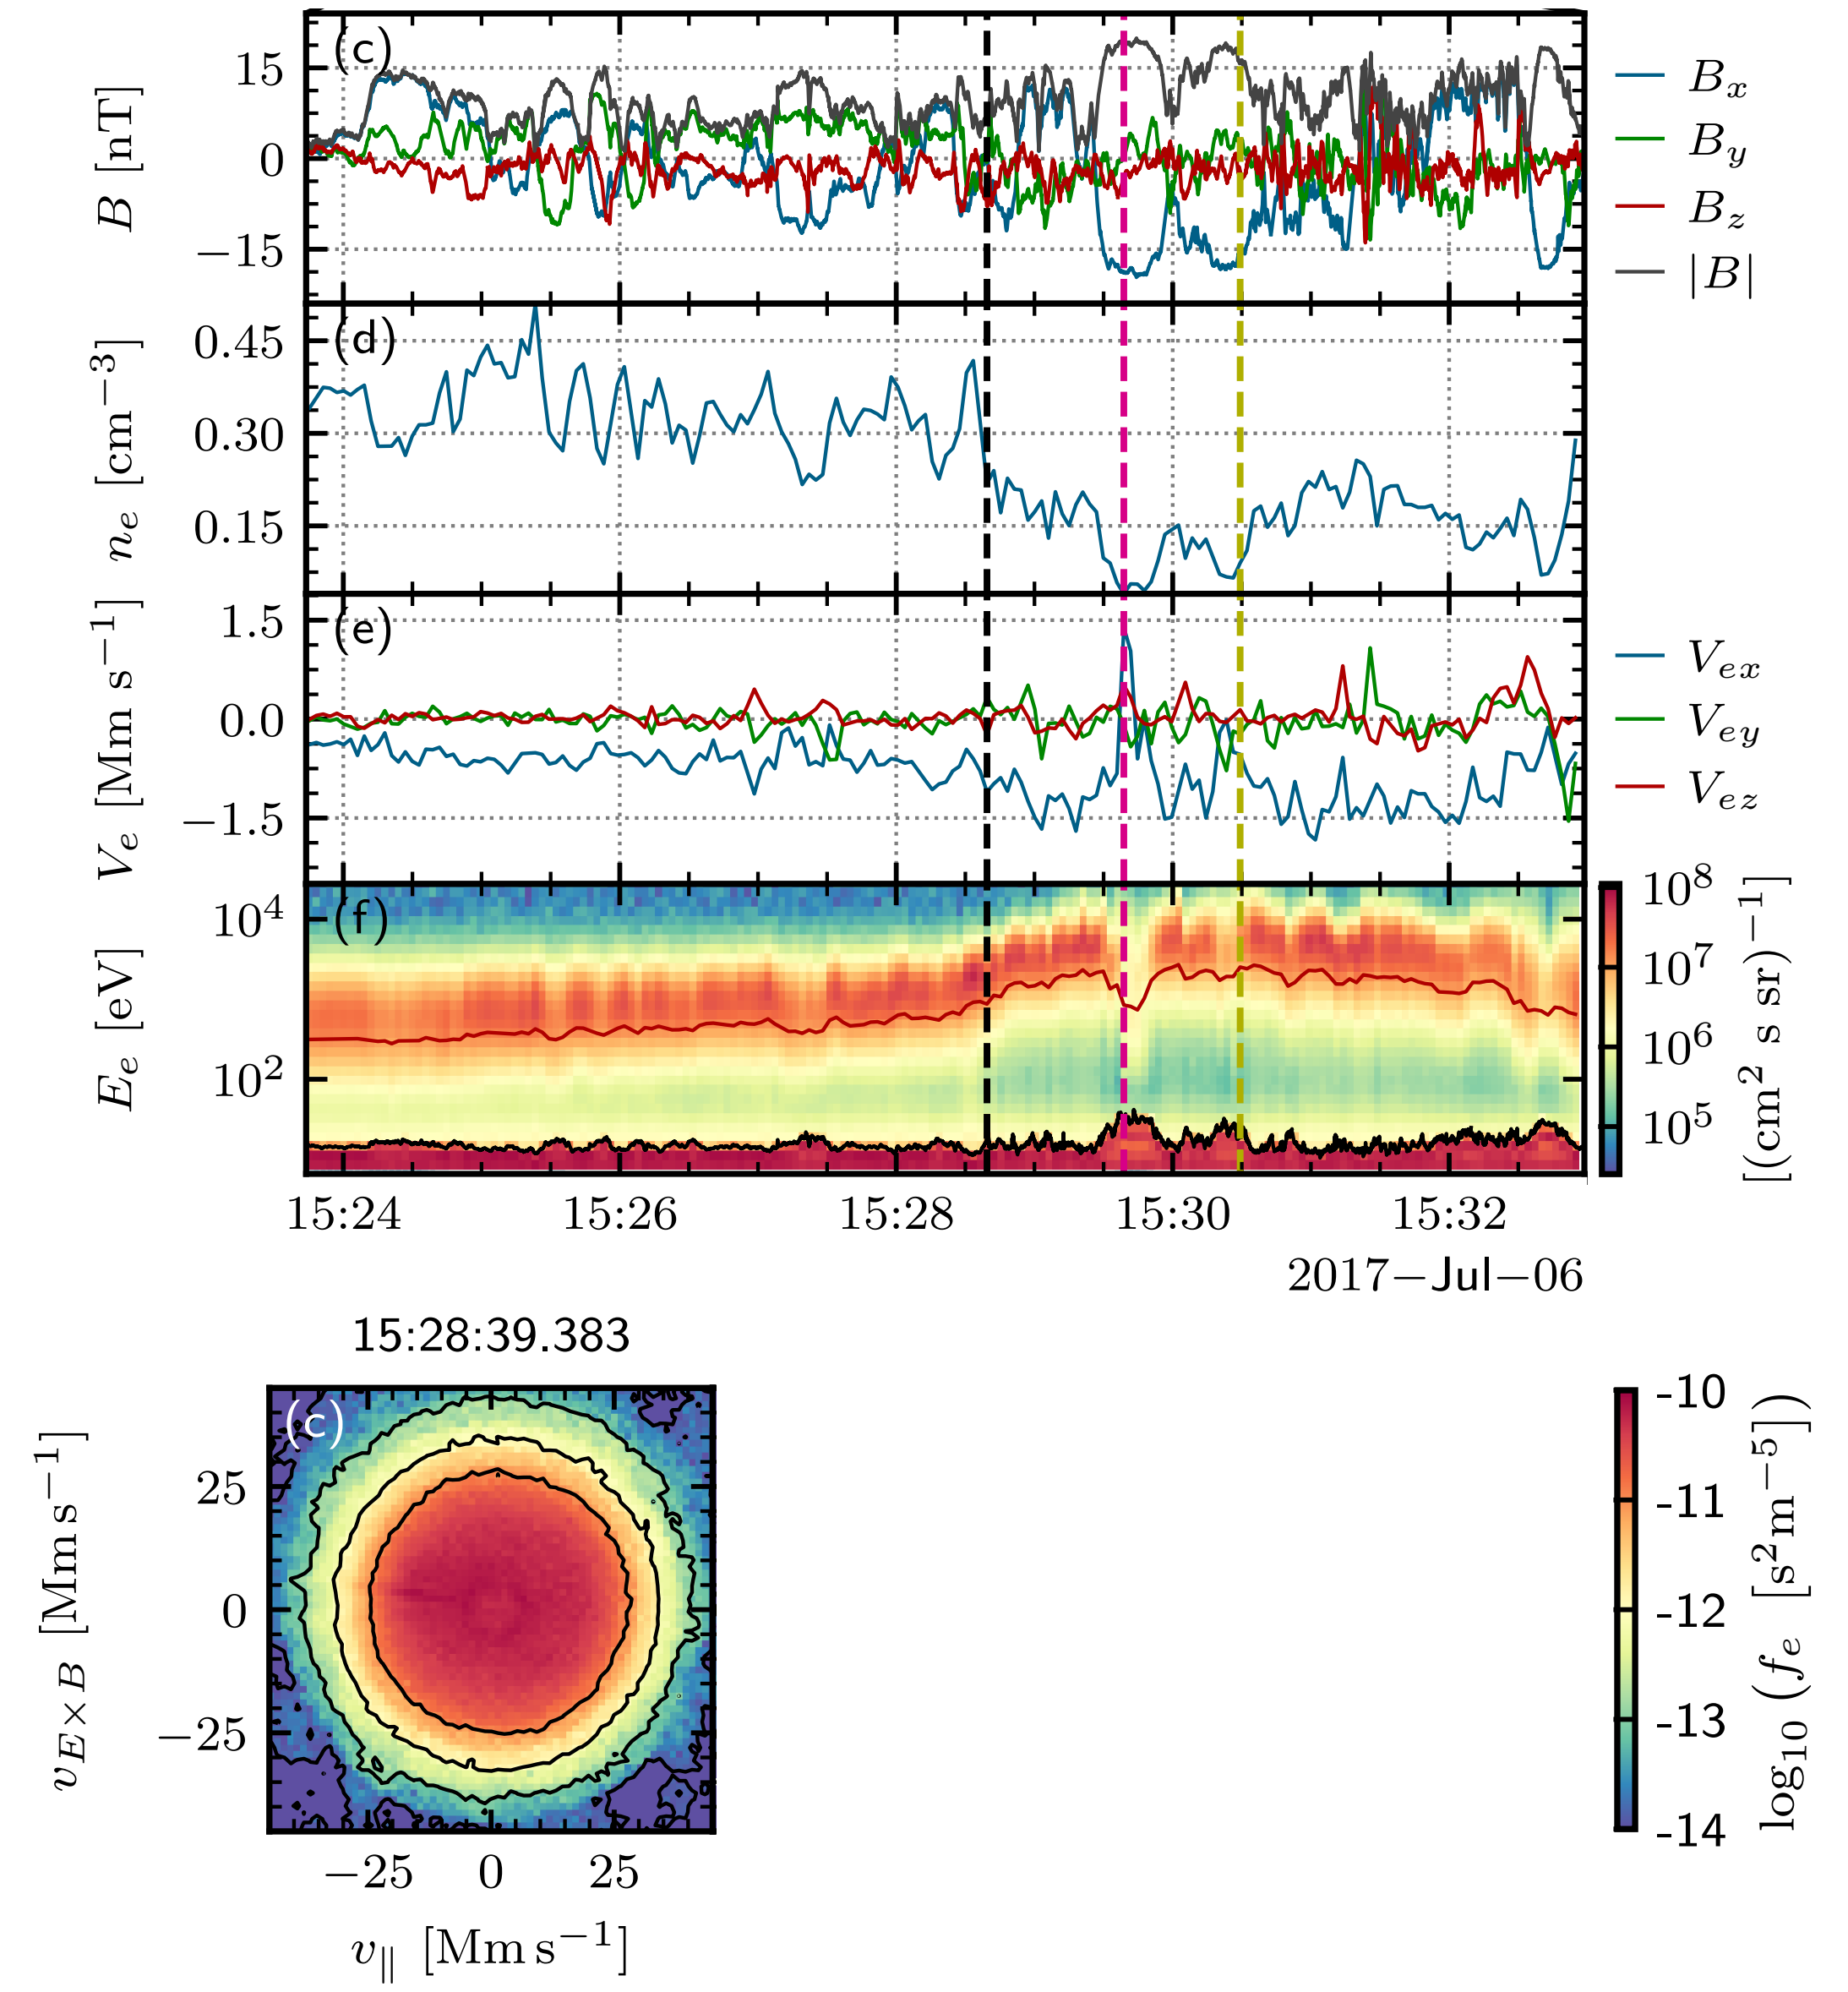 (c)
B [nT]
15
0
−15
B_x
B_y
B_z
|B|
(d)
n_e [cm^−3]
0.45
0.30
0.15
(e)
V_e [Mm s^−1]
1.5
0.0
−1.5
V_ex
V_ey
V_ez
(f)
E_e [eV]
10^4
10^2
10^8
10^7
10^6
10^5
[(cm^2 s sr)^−1]
15:24 15:26 15:28 15:30 15:32
2017−Jul−06
15:28:39.383
(c)
v_E×B [Mm s^−1]
25
0
−25
−25 0 25
v_∥ [Mm s^−1]
-10
-11
-12
-13
-14
log_10 (f_e [s^2 m^−5])